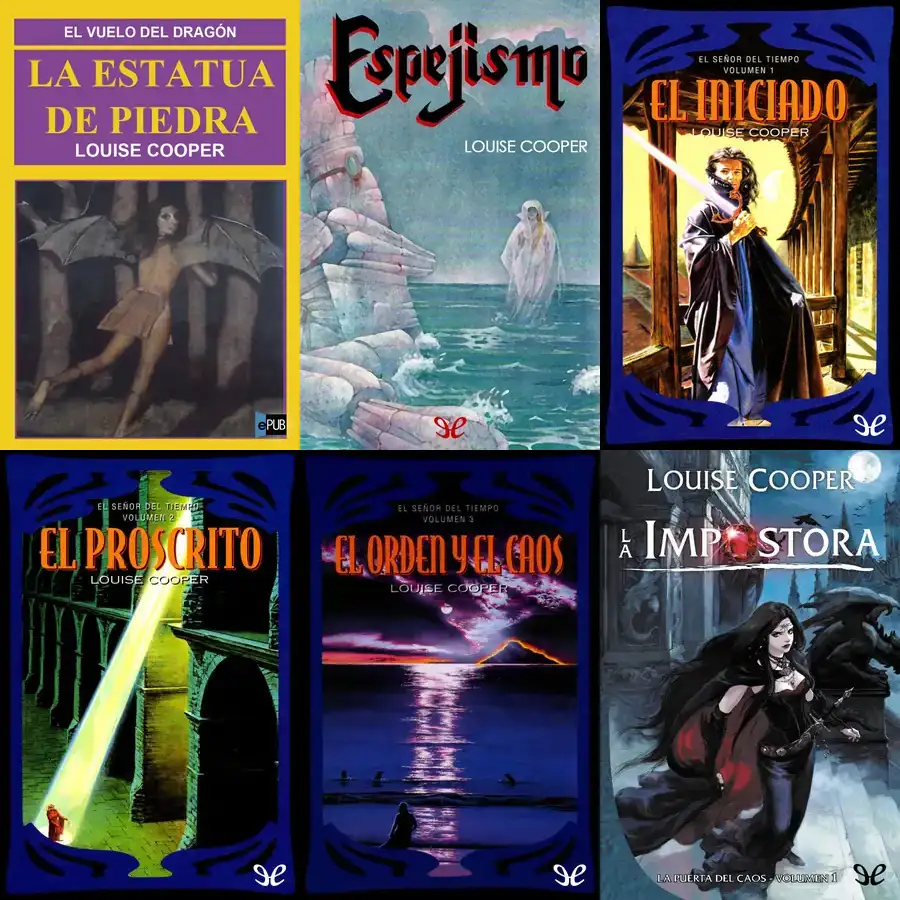 EL VUELO DEL DRAGÓN
LA ESTATUA
DE PIEDRA
LOUISE COOPER
ePUB
Espejismo
LOUISE COOPER
EL SEÑOR DEL TIEMPO
VOLUMEN 1
EL INICIADO
LOUISE COOPER
EL SEÑOR DEL TIEMPO
VOLUMEN 2
EL PROSCRITO
LOUISE COOPER
EL SEÑOR DEL TIEMPO
VOLUMEN 3
EL ORDEN Y EL CAOS
LOUISE COOPER
LOUISE COOPER
LA IMPOSTORA
LA PUERTA DEL CAOS - VOLUMEN 1